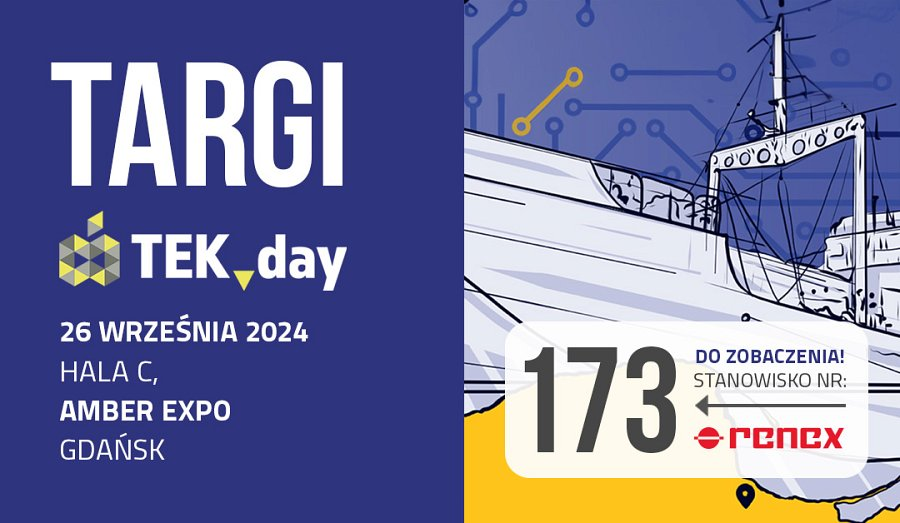 TARGI
TEK.day
26 WRZEŚNIA 2024
HALA C,
AMBER EXPO
GDAŃSK
173
DO ZOBACZENIA!
STANOWISKO NR:
renex